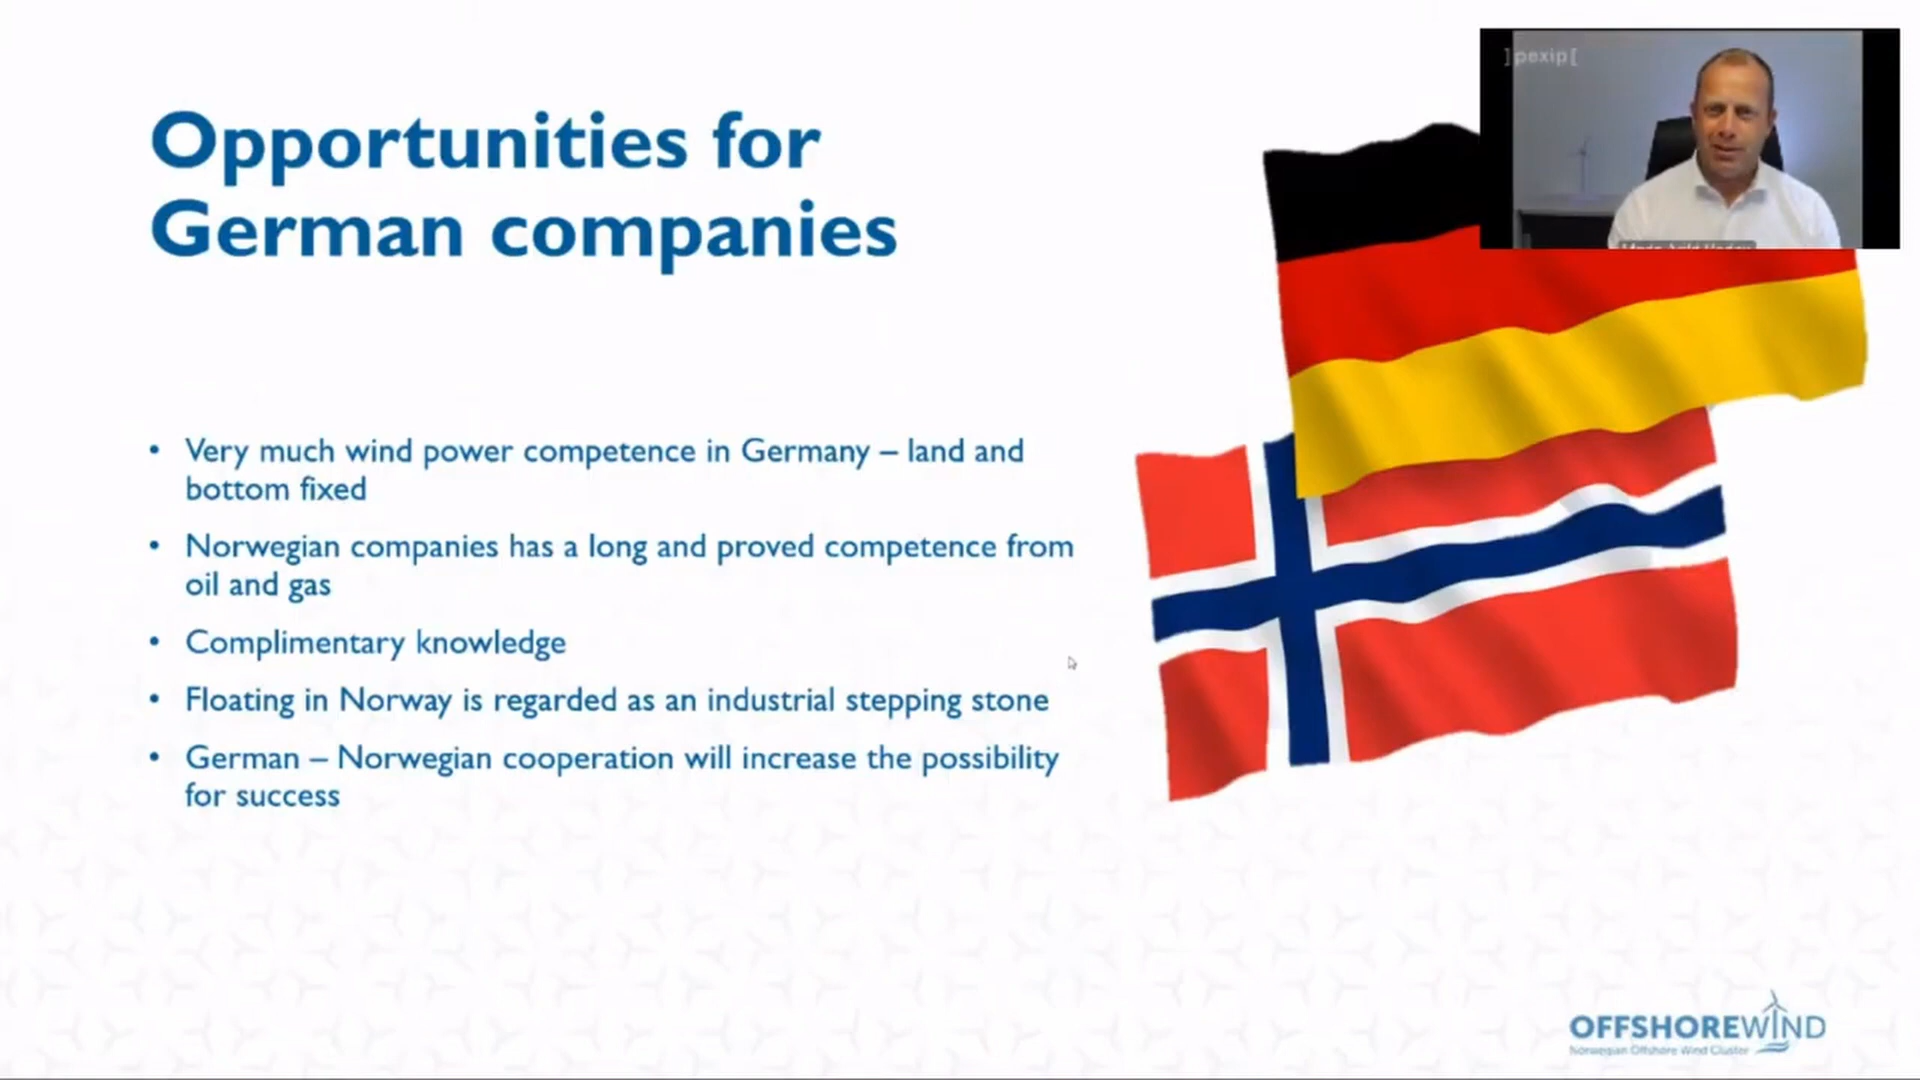 ]pexip[
Opportunities for
German companies
• Very much wind power competence in Germany – land and
bottom fixed
• Norwegian companies has a long and proved competence from
oil and gas
• Complimentary knowledge
• Floating in Norway is regarded as an industrial stepping stone
• German – Norwegian cooperation will increase the possibility
for success
OFFSHOREWIND
Norwegian Offshore Wind Cluster